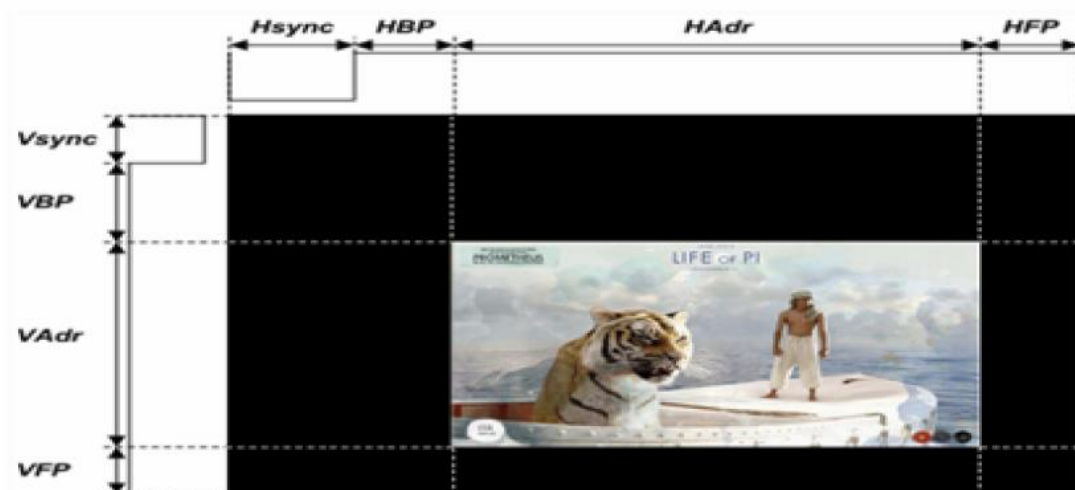 Hsync HBP HAdr HFP
Vsync
VBP
VAdr
VFP
PROMETHEUS
LIFE OF PI